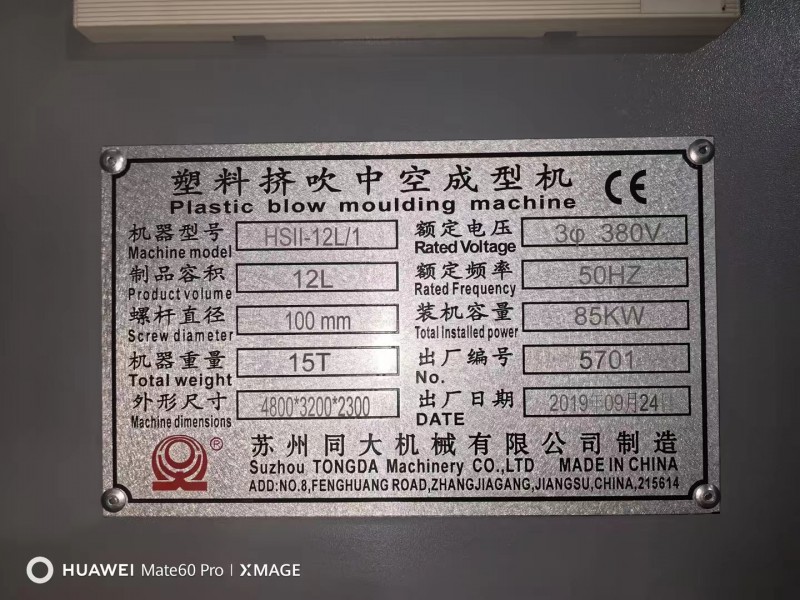 塑料挤吹中空成型机 CE
Plastic blow moulding machine
机器型号 HSII-12L/1 额定电压 3φ 380V
Machine model Rated Voltage
制品容积 12L 额定频率 50HZ
Product volume Rated Frequency
螺杆直径 100 mm 装机容量 85KW
Screw diameter Total Installed power
机器重量 15T 出厂编号 5701
Total weight No.
外形尺寸 4800*3200*2300 出厂日期 2019年09月24日
Machine dimensions DATE
®
苏州同大机械有限公司制造
Suzhou TONGDA Machinery CO.,LTD MADE IN CHINA
ADD:NO.8,FENGHUANG ROAD,ZHANGJIAGANG,JIANGSU,CHINA,215614
HUAWEI Mate60 Pro | XMAGE